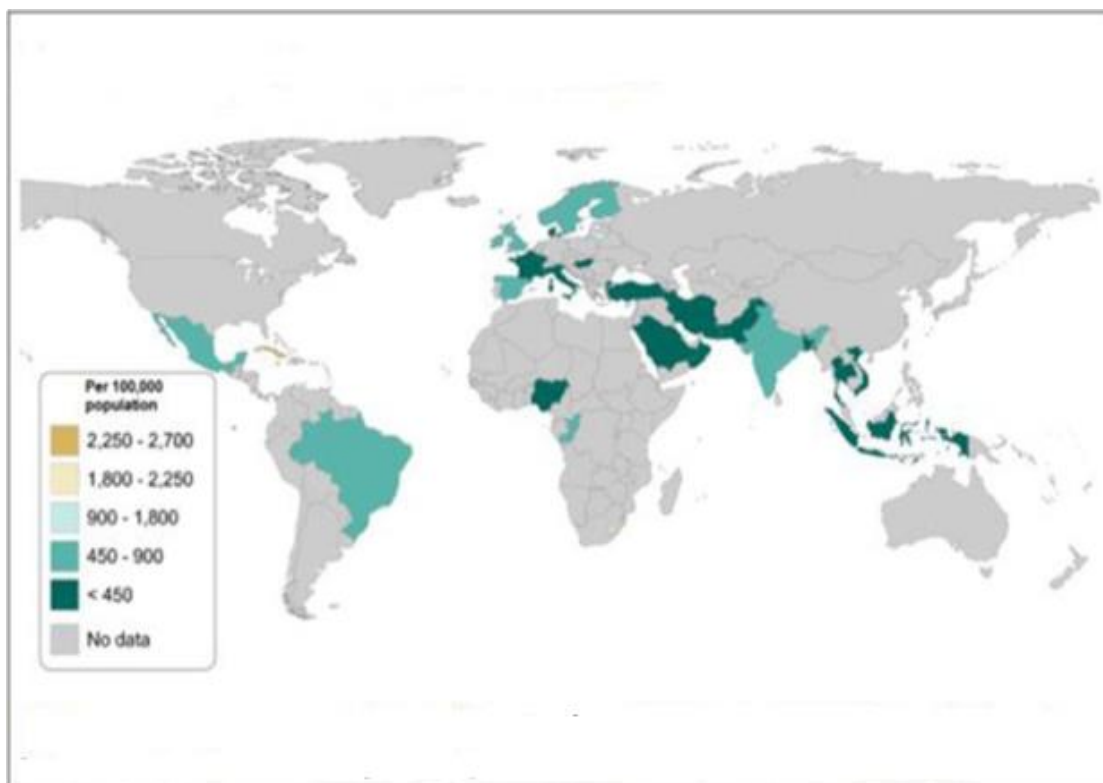 Per 100,000
population
2,250 - 2,700
1,800 - 2,250
900 - 1,800
450 - 900
< 450
No data